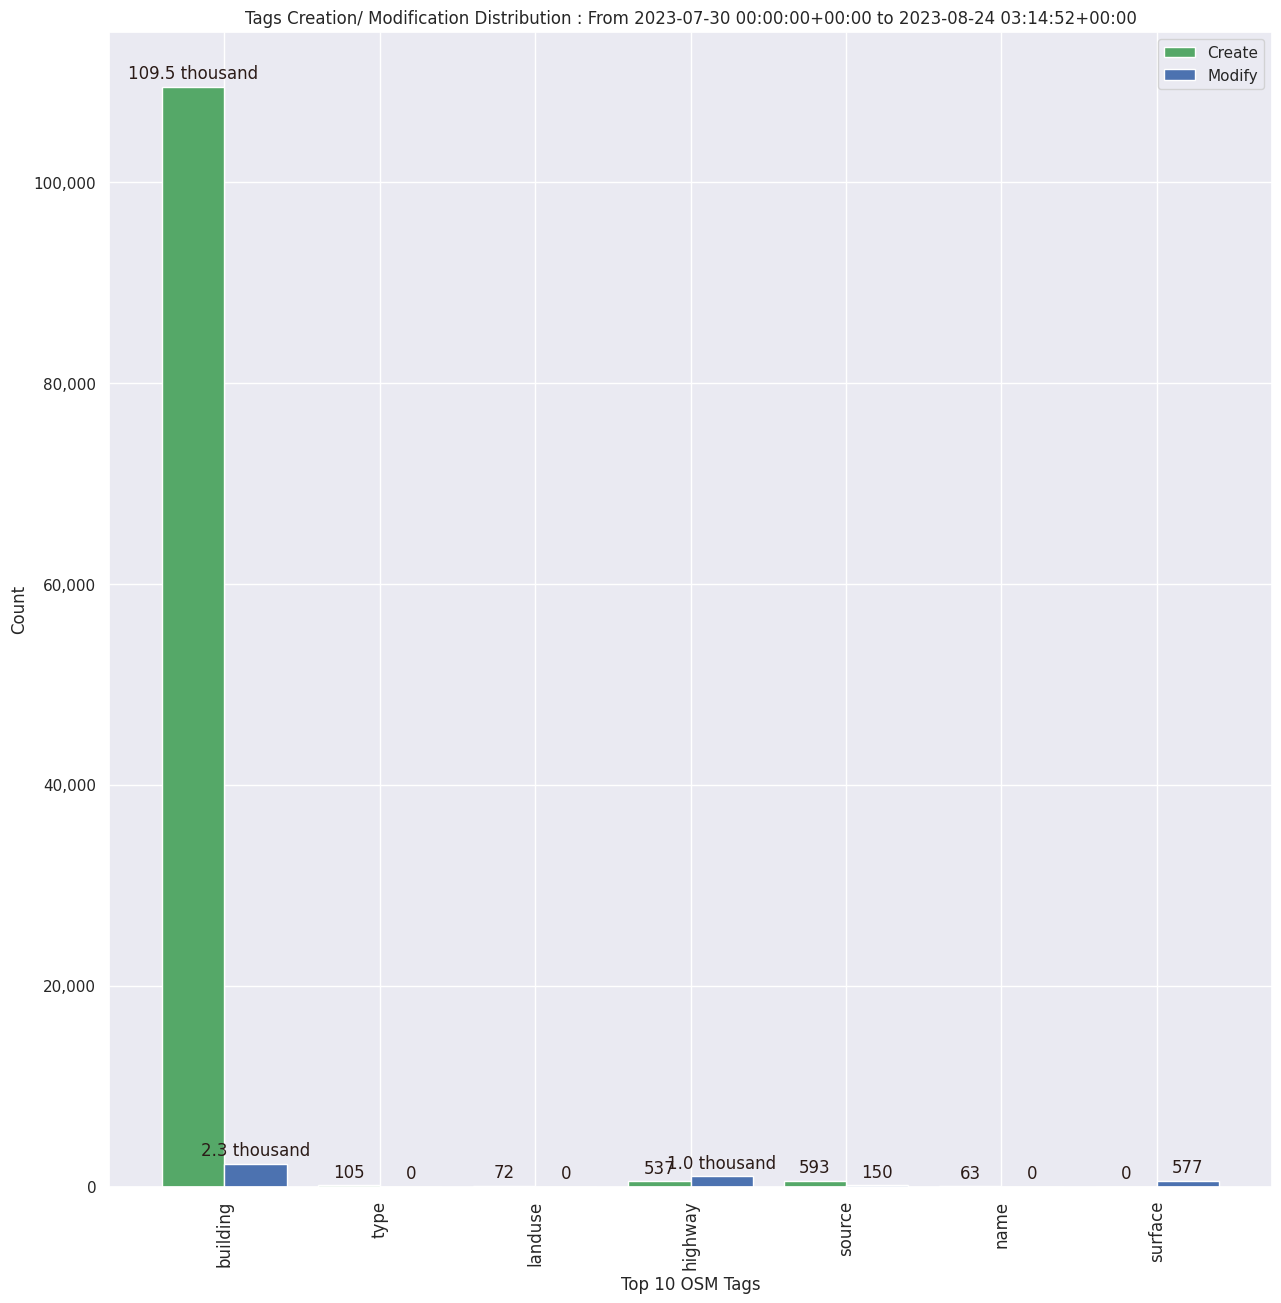 Tags Creation/ Modification Distribution : From 2023-07-30 00:00:00+00:00 to 2023-08-24 03:14:52+00:00
Create
Modify
109.5 thousand
100,000
80,000
60,000
Count
40,000
20,000
0
2.3 thousand
105
0
72
0
537
1.0 thousand
593
150
63
0
0
577
building
type
landuse
highway
source
name
surface
Top 10 OSM Tags